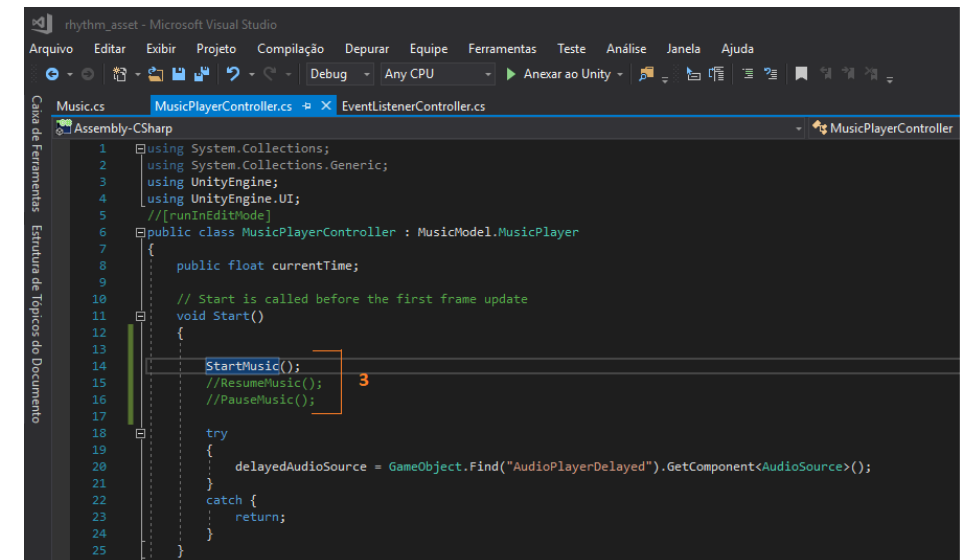 rhythm_asset - Microsoft Visual Studio
Arquivo Editar Exibir Projeto Compilação Depurar Equipe Ferramentas Teste Análise Janela Ajuda
Debug Any CPU Anexar ao Unity
Caixa de Ferramentas
Estrutura de Tópicos do Documento
Music.cs MusicPlayerController.cs EventListenerController.cs
Assembly-CSharp MusicPlayerController
1 using System.Collections;
2 using System.Collections.Generic;
3 using UnityEngine;
4 using UnityEngine.UI;
5 //[runInEditMode]
6 public class MusicPlayerController : MusicModel.MusicPlayer
7 {
8 public float currentTime;
9
10 // Start is called before the first frame update
11 void Start()
12 {
13
14 StartMusic();
15 //ResumeMusic(); 3
16 //PauseMusic();
17
18 try
19 {
20 delayedAudioSource = GameObject.Find("AudioPlayerDelayed").GetComponent<AudioSource>();
21 }
22 catch {
23 return;
24 }
25 }